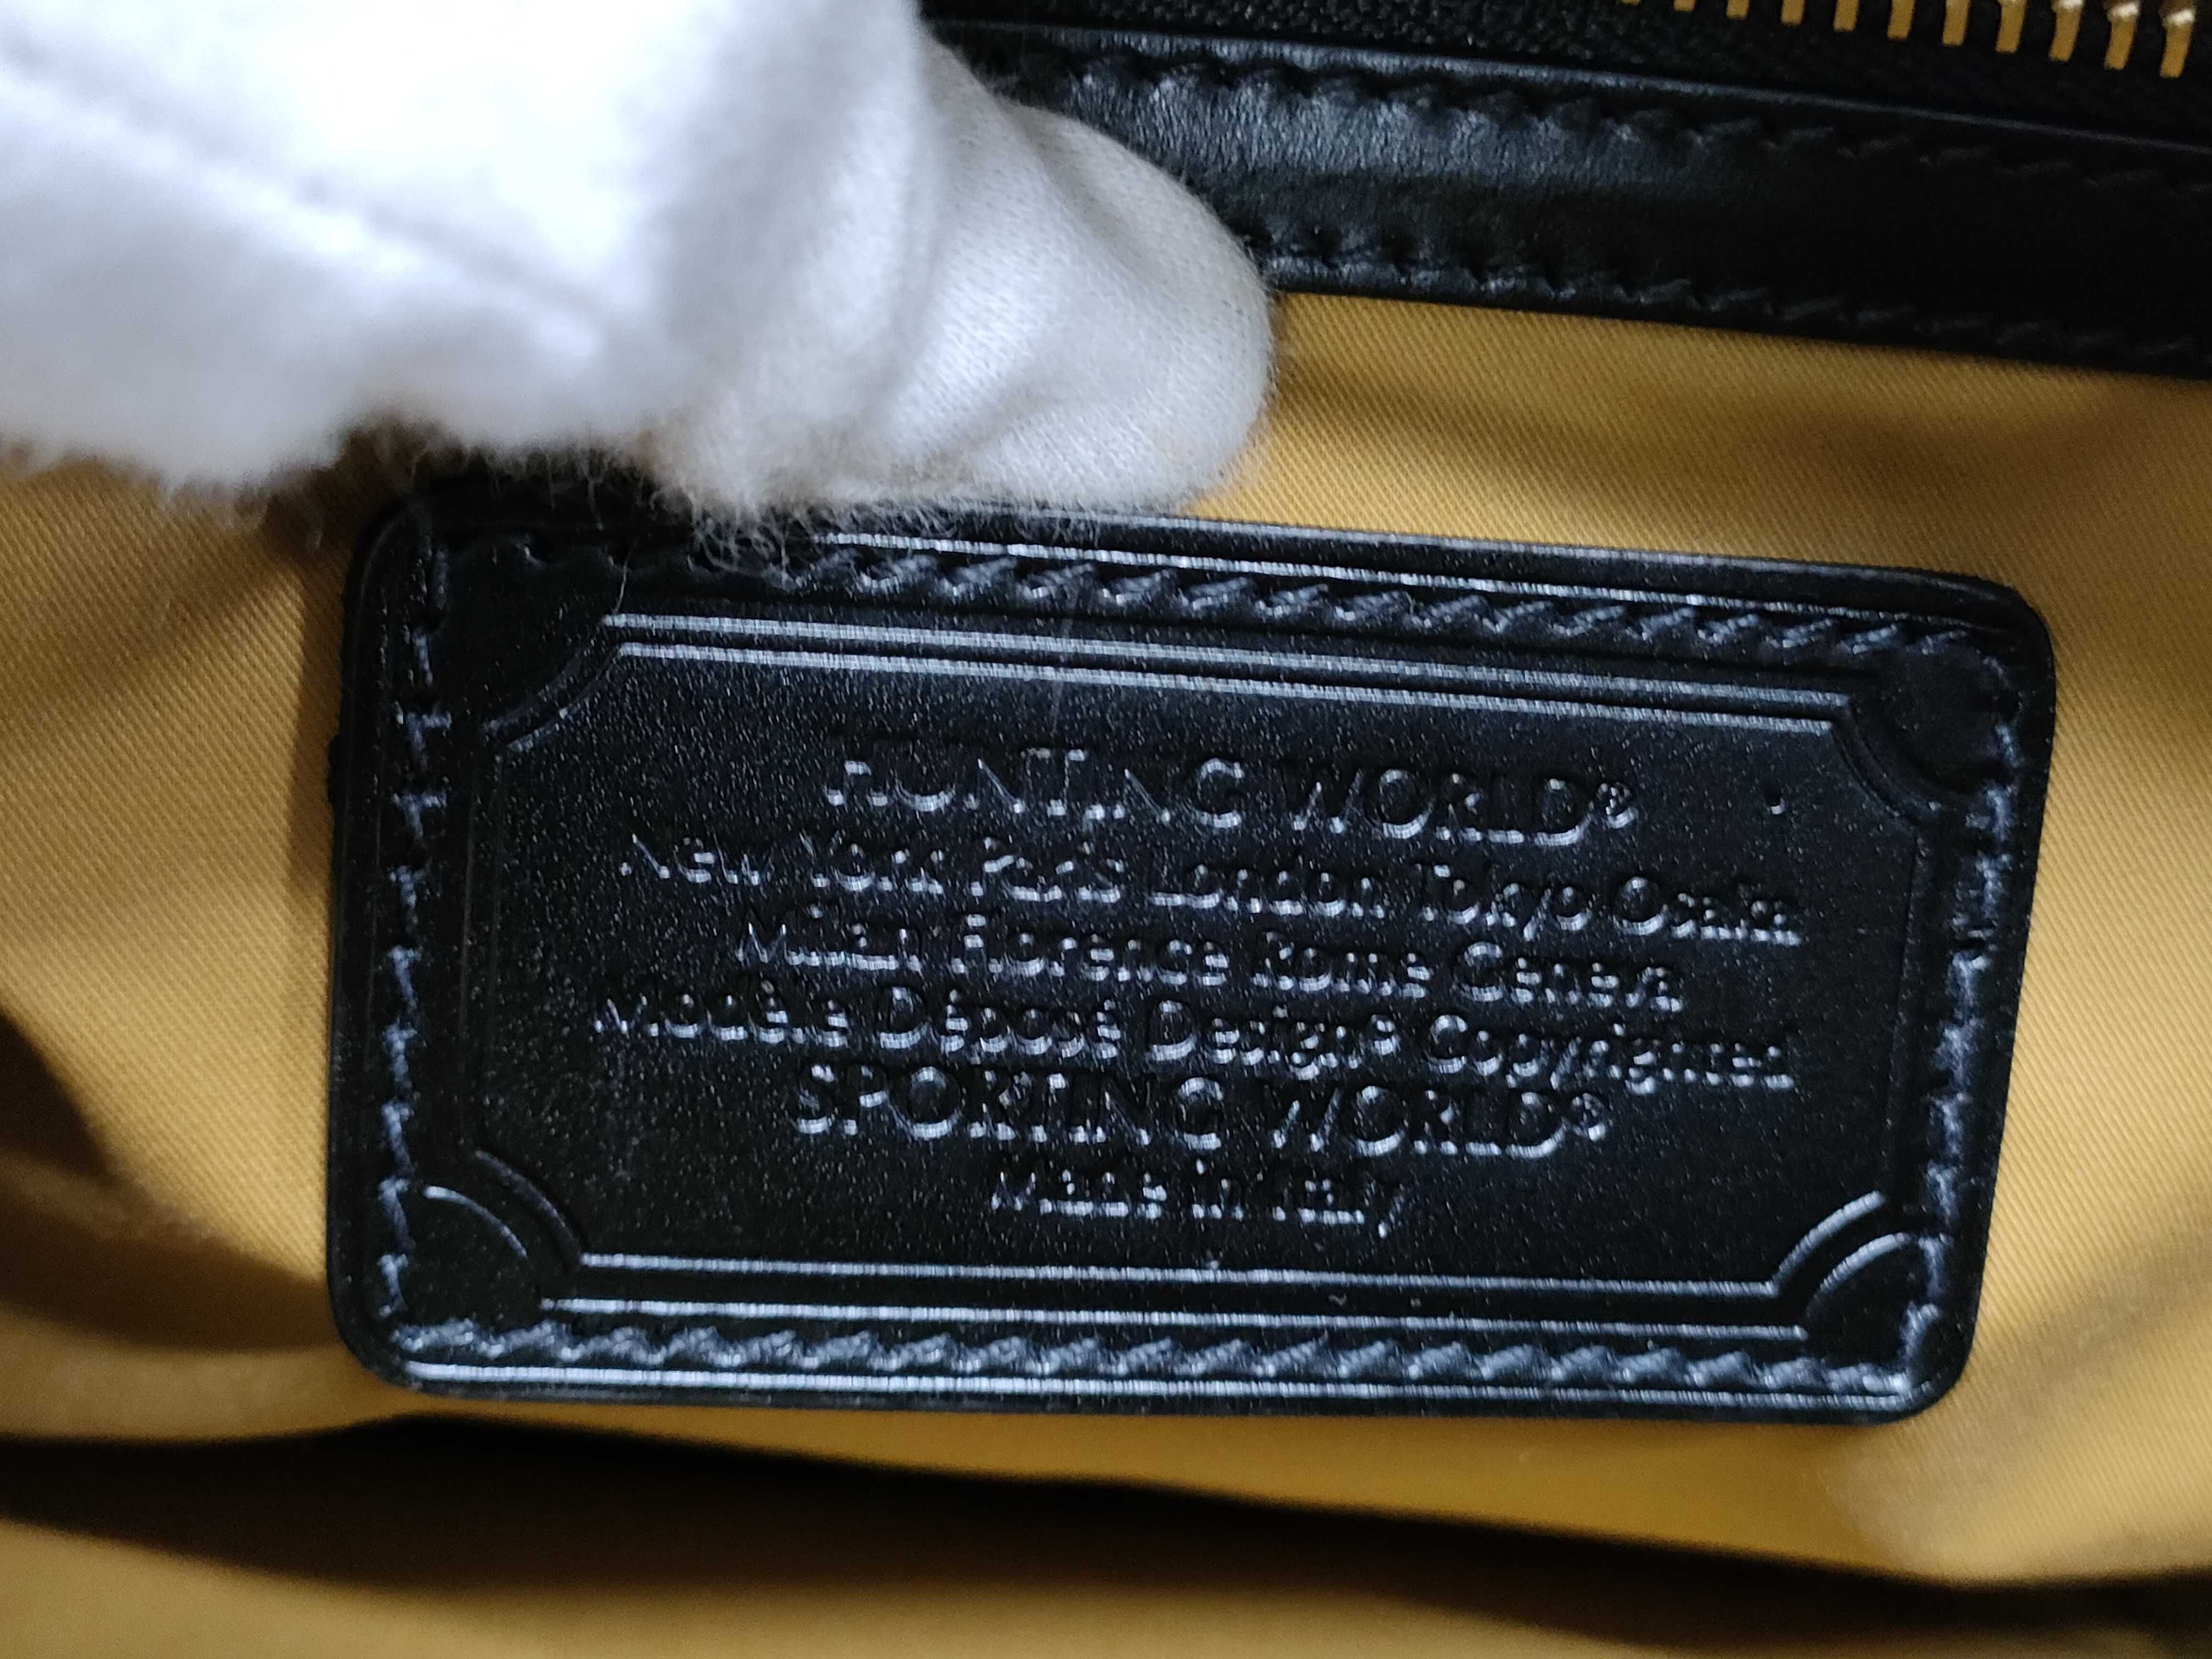 HUNTING WORLD®
New York Paris London Tokyo Osaka
Milan Florence Rome Geneva
Modèle Déposé Design® Copyrighted
SPORTING WORLD®
Made in Italy